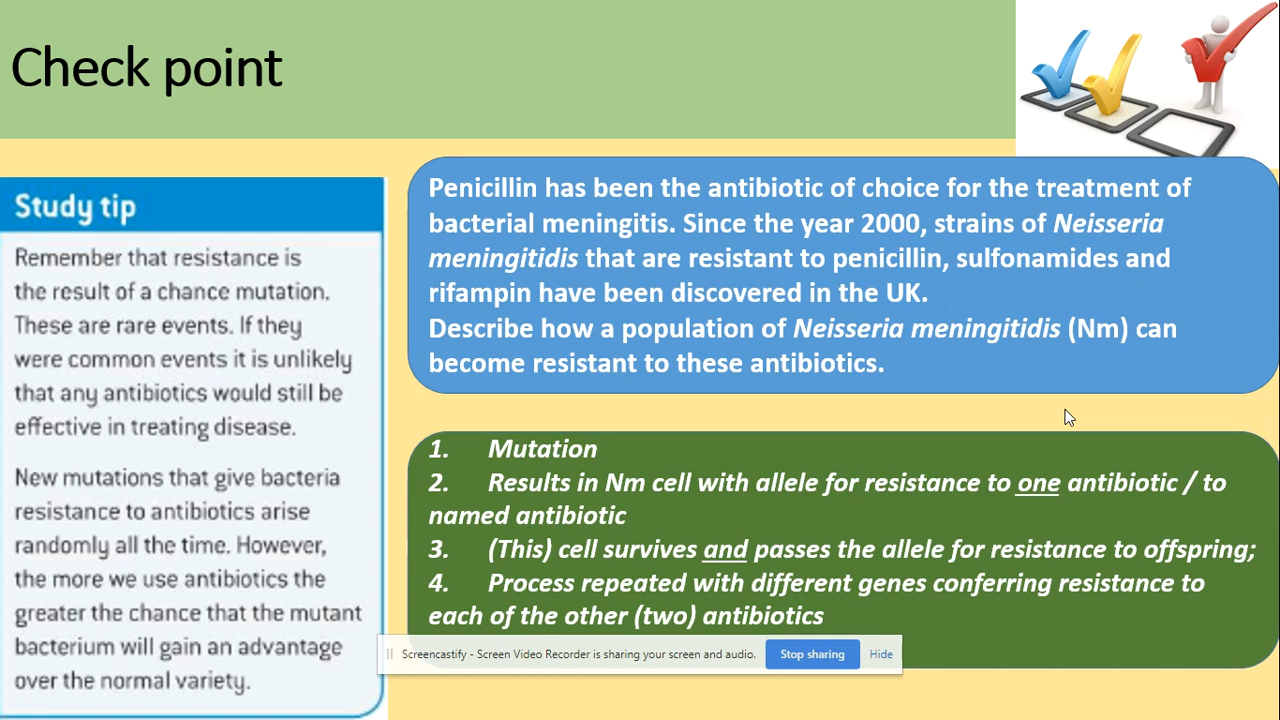 Check point
Study tip
Remember that resistance is
the result of a chance mutation.
These are rare events. If they
were common events it is unlikely
that any antibiotics would still be
effective in treating disease.
New mutations that give bacteria
resistance to antibiotics arise
randomly all the time. However,
the more we use antibiotics the
greater the chance that the mutant
bacterium will gain an advantage
over the normal variety.
Penicillin has been the antibiotic of choice for the treatment of
bacterial meningitis. Since the year 2000, strains of Neisseria
meningitidis that are resistant to penicillin, sulfonamides and
rifampin have been discovered in the UK.
Describe how a population of Neisseria meningitidis (Nm) can
become resistant to these antibiotics.
1. Mutation
2. Results in Nm cell with allele for resistance to one antibiotic / to
named antibiotic
3. (This) cell survives and passes the allele for resistance to offspring;
4. Process repeated with different genes conferring resistance to
each of the other (two) antibiotics
Screencastify - Screen Video Recorder is sharing your screen and audio. Stop sharing Hide